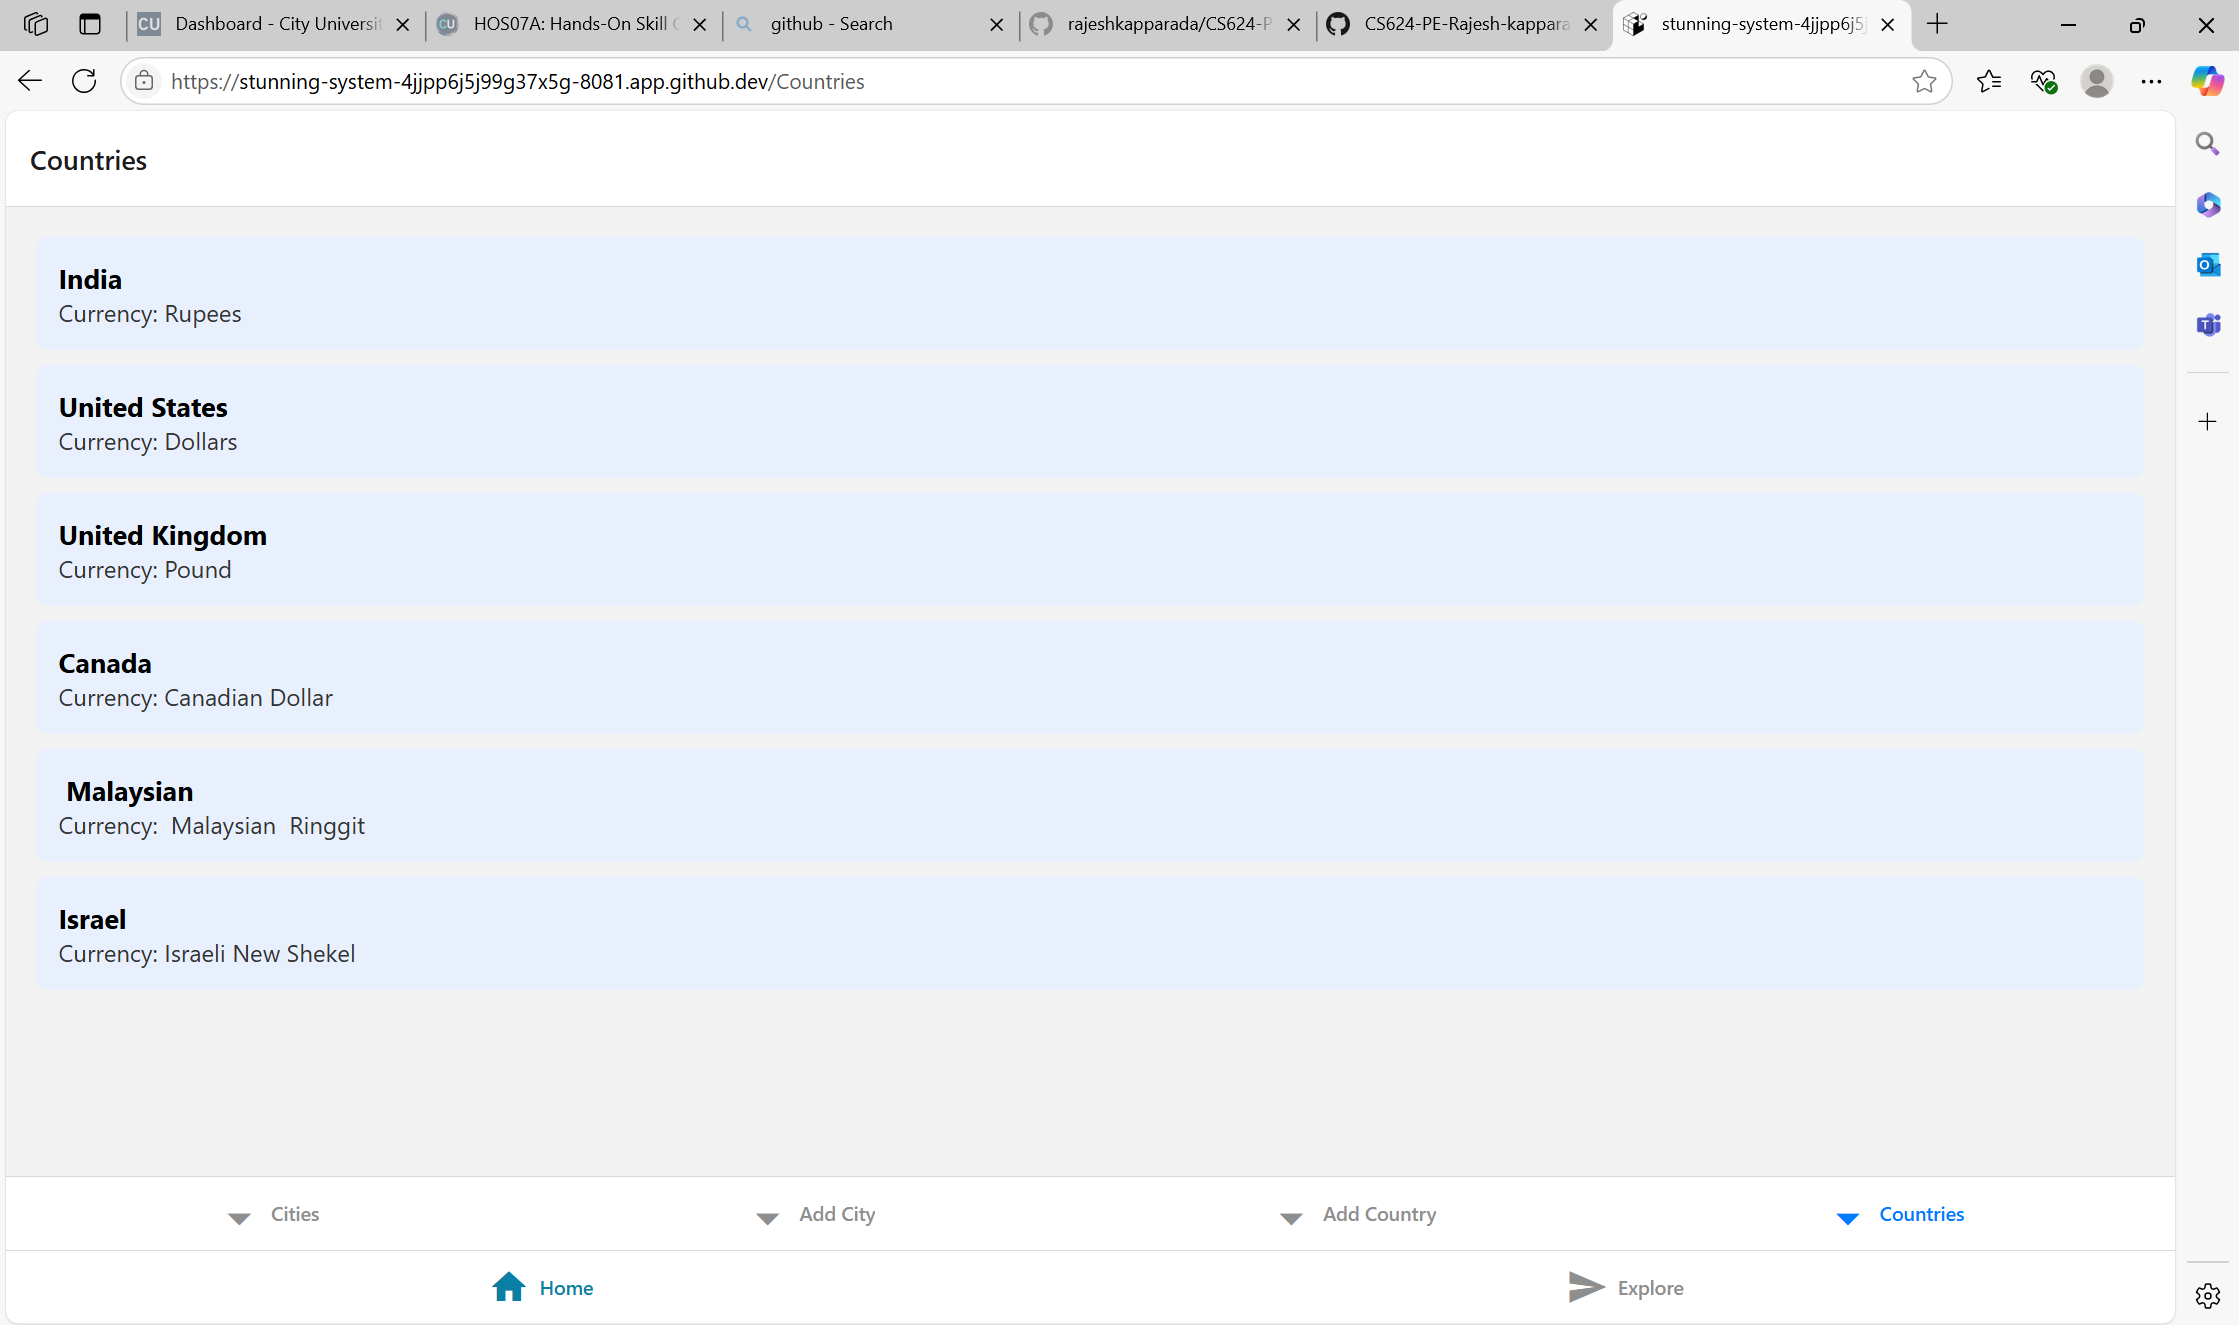 Dashboard - City Universit
HOS07A: Hands-On Skill
github - Search
rajeshkapparada/CS624-P
CS624-PE-Rajesh-kappara
stunning-system-4jjpp6j5j
https://stunning-system-4jjpp6j5j99g37x5g-8081.app.github.dev/Countries
Countries
India
Currency: Rupees
United States
Currency: Dollars
United Kingdom
Currency: Pound
Canada
Currency: Canadian Dollar
Malaysian
Currency:  Malaysian  Ringgit
Israel
Currency: Israeli New Shekel
Cities
Add City
Add Country
Countries
Home
Explore